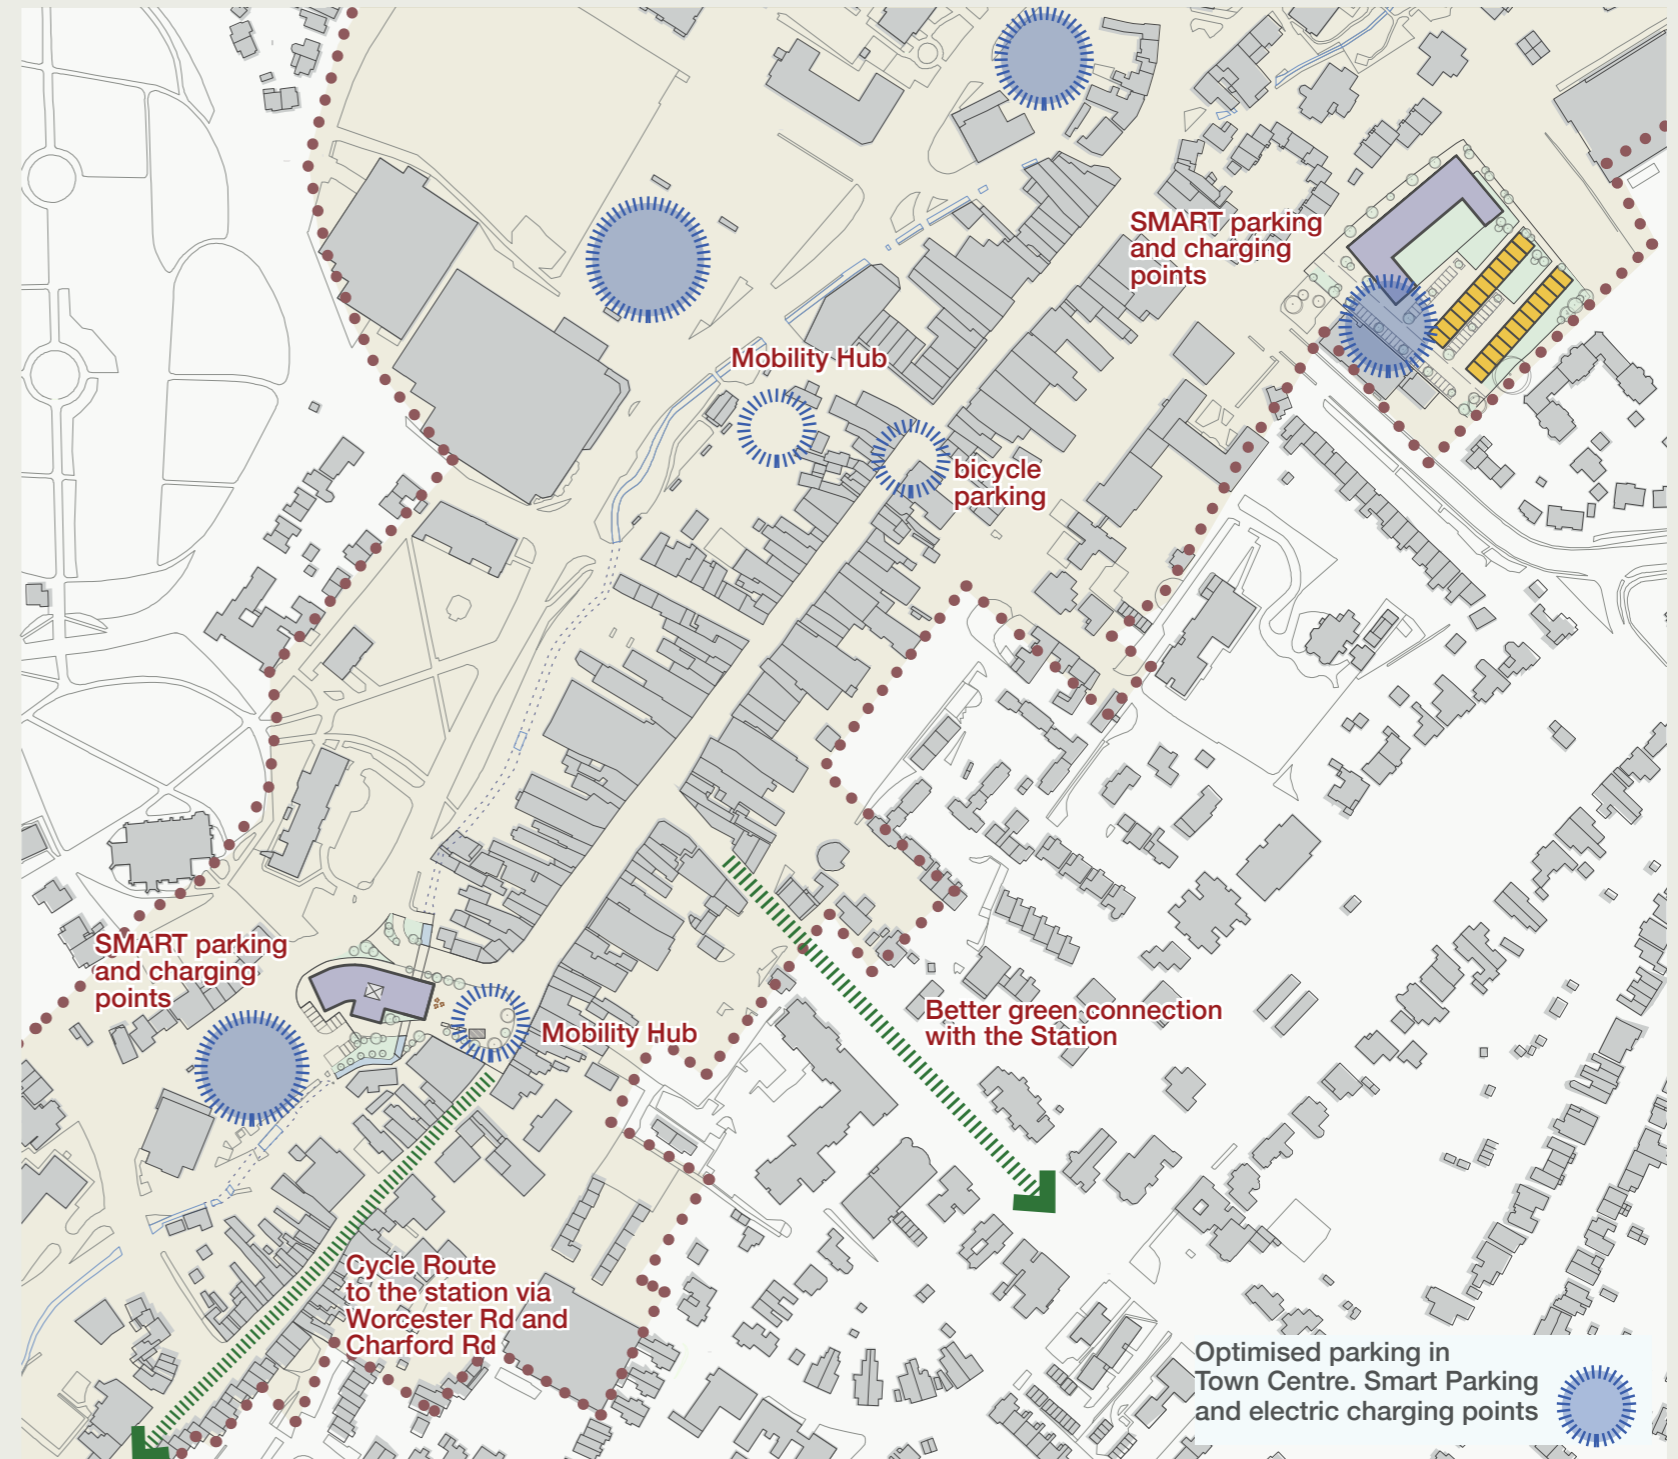 SMART parking
and charging
points
Mobility Hub
bicycle
parking
SMART parking
and charging
points
Mobility Hub
Better green connection
with the Station
Cycle Route
to the station via
Worcester Rd and
Charford Rd
Optimised parking in
Town Centre. Smart Parking
and electric charging points